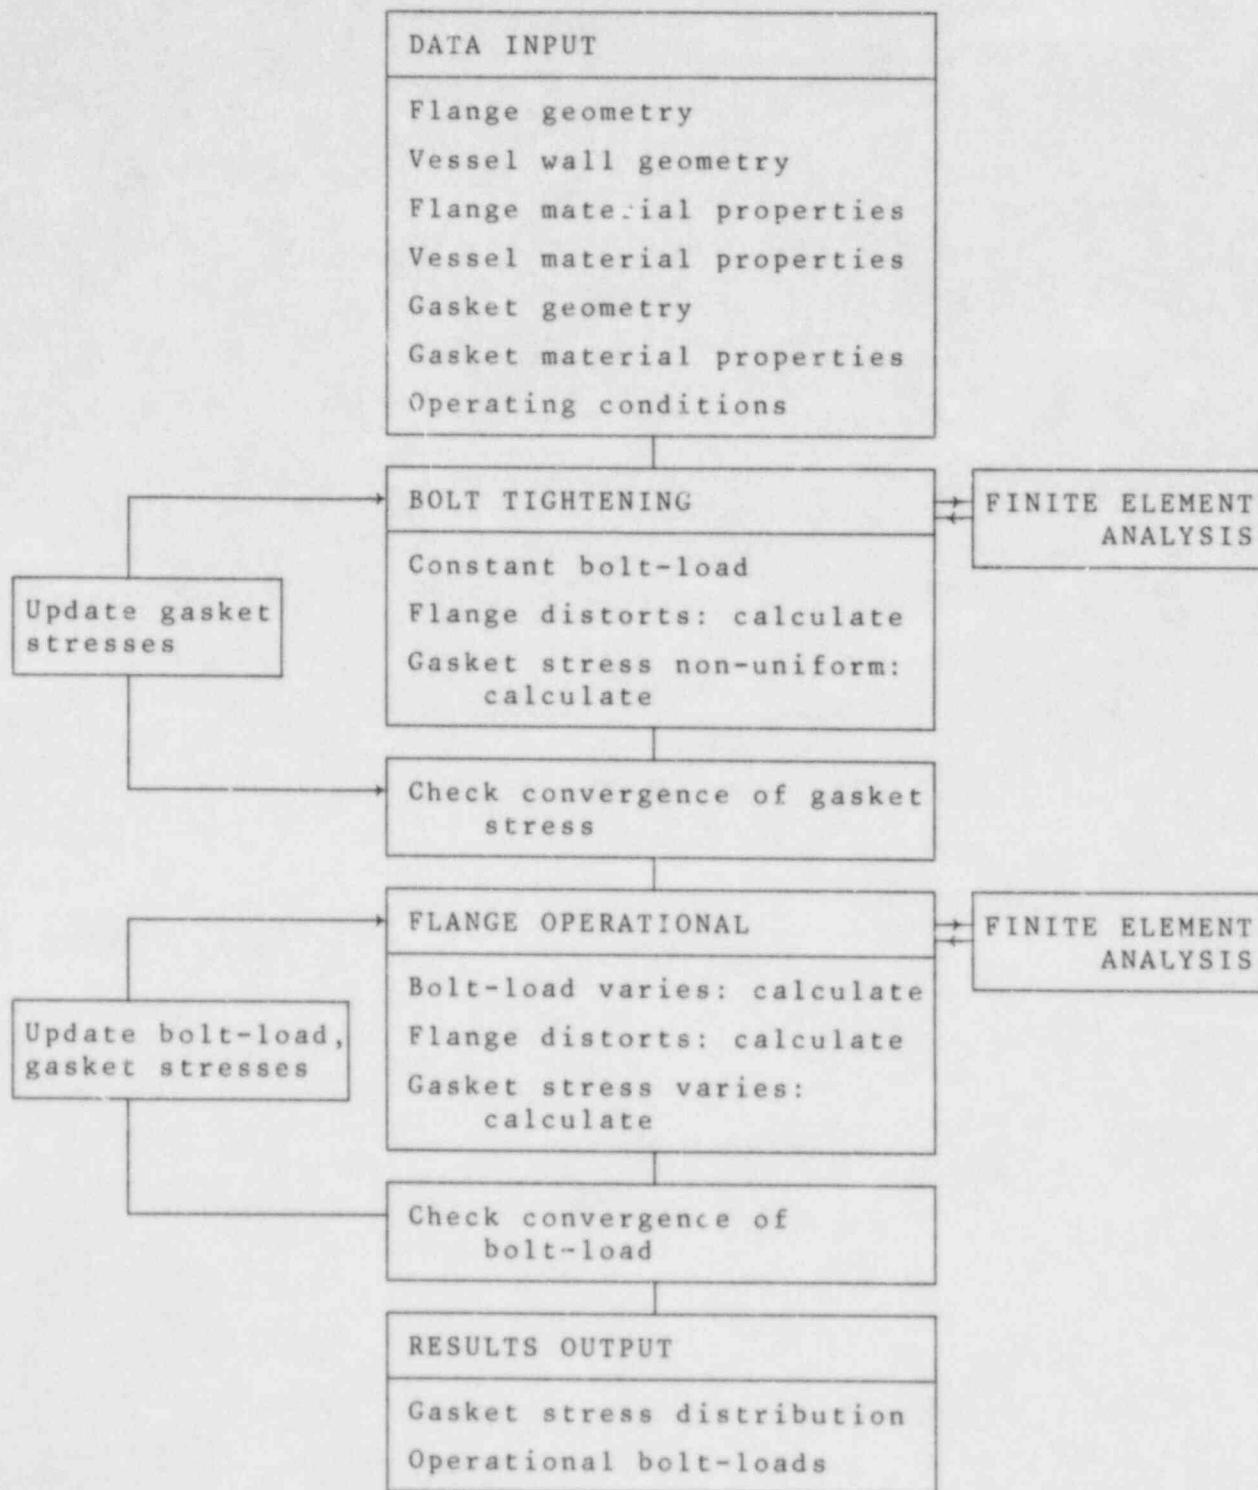 DATA INPUT
Flange geometry
Vessel wall geometry
Flange material properties
Vessel material properties
Gasket geometry
Gasket material properties
Operating conditions
BOLT TIGHTENING
Constant bolt-load
Flange distorts: calculate
Gasket stress non-uniform:
calculate
FINITE ELEMENT
ANALYSIS
Update gasket
stresses
Check convergence of gasket
stress
FLANGE OPERATIONAL
Bolt-load varies: calculate
Flange distorts: calculate
Gasket stress varies:
calculate
FINITE ELEMENT
ANALYSIS
Update bolt-load,
gasket stresses
Check convergence of
bolt-load
RESULTS OUTPUT
Gasket stress distribution
Operational bolt-loads